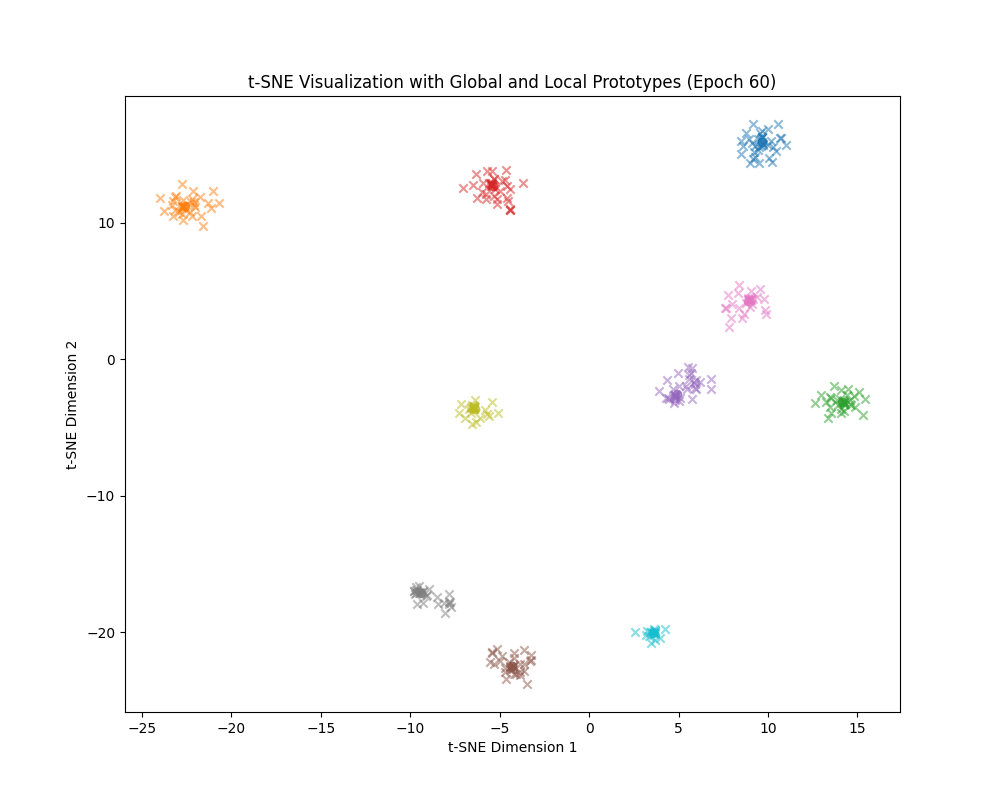 t-SNE Visualization with Global and Local Prototypes (Epoch 60)
10
0
−10
−20
t-SNE Dimension 2
−25 −20 −15 −10 −5 0 5 10 15
t-SNE Dimension 1